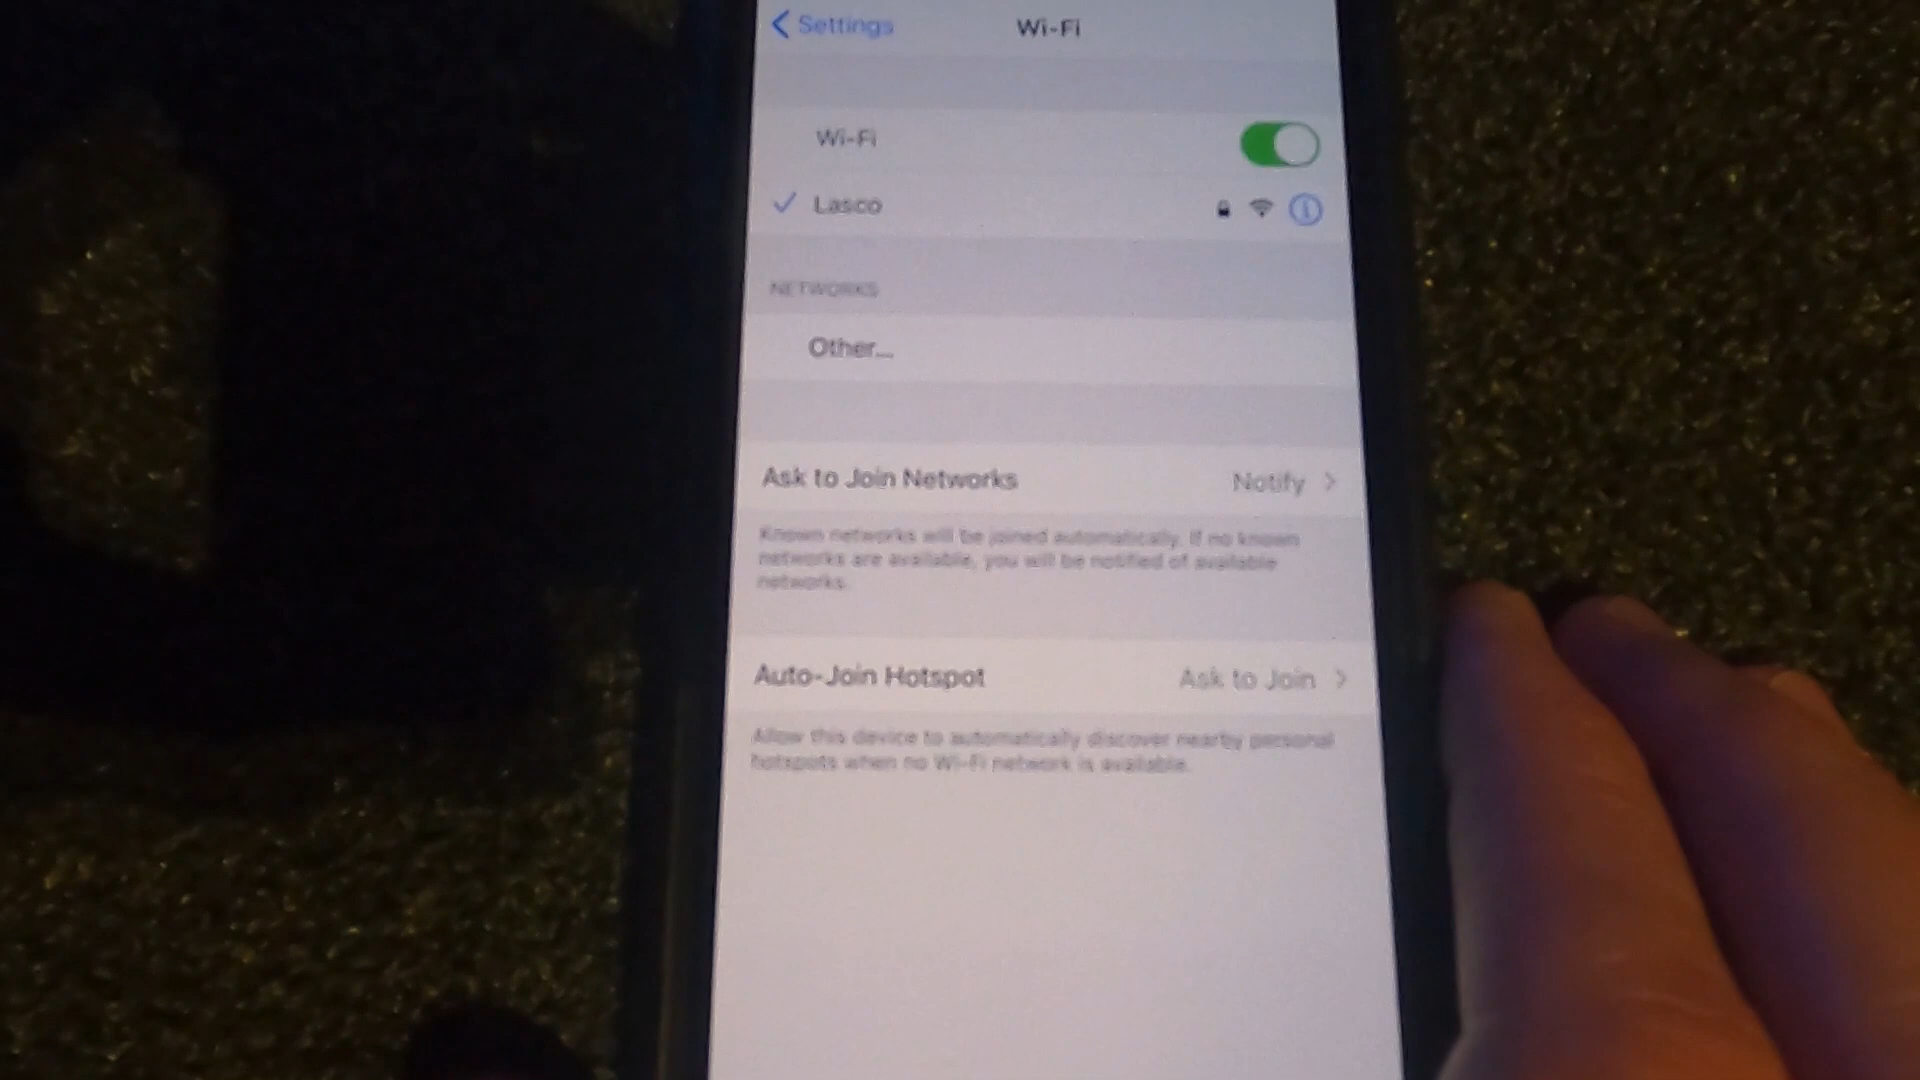 Settings
Wi-Fi
Wi-Fi
Lasco
NETWORKS
Other...
Ask to Join Networks
Notify
Known networks will be joined automatically. If no known
networks are available, you will be notified of available
networks.
Auto-Join Hotspot
Ask to Join
Allow this device to automatically discover nearby personal
hotspots when no Wi-Fi network is available.